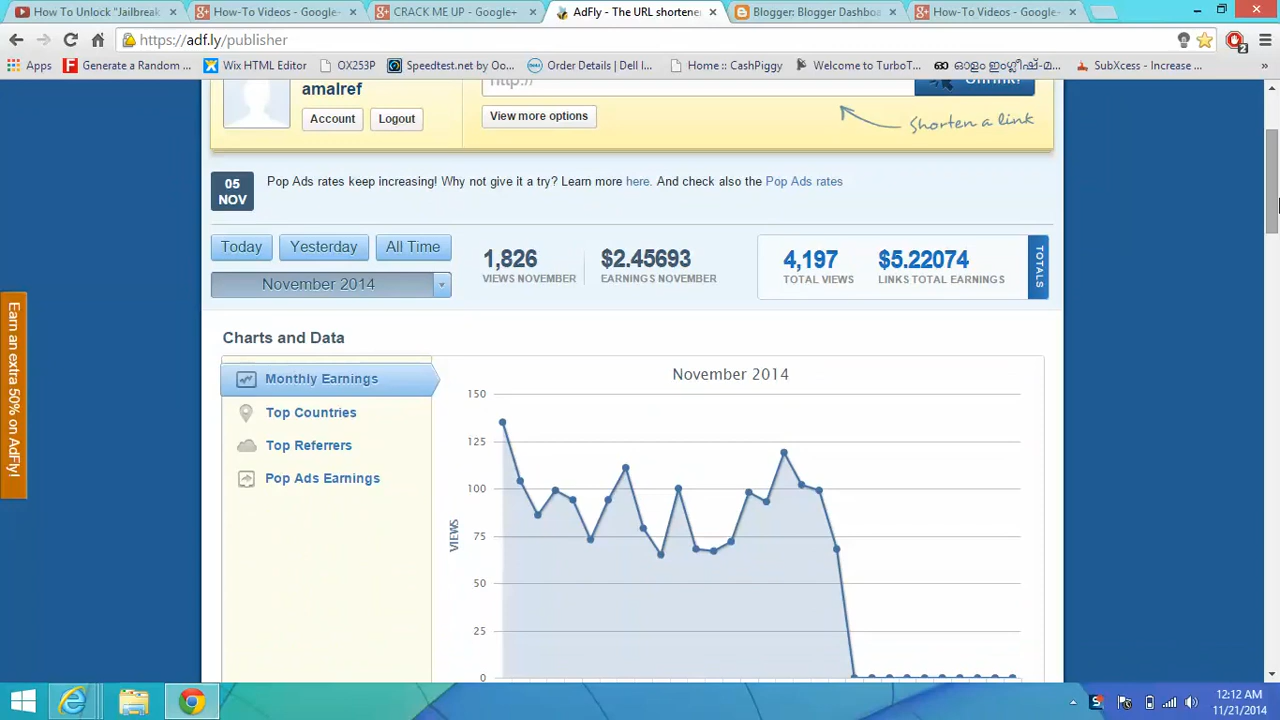 How To Unlock "Jailbreak
How-To Videos - Google+
CRACK ME UP - Google+
AdFly - The URL shortene
Blogger: Blogger Dashboa
How-To Videos - Google+
https://adf.ly/publisher
Apps
Generate a Random ...
Wix HTML Editor
OX253P
Speedtest.net by Oo...
Order Details | Dell I...
Home :: CashPiggy
Welcome to TurboT...
ഓളം ഇംഗ്ലീഷ്-മ...
SubXcess - Increase ...
»
amalref
http://
Shrink!
Account
Logout
View more options
Shorten a link
05
NOV
Pop Ads rates keep increasing! Why not give it a try? Learn more here. And check also the Pop Ads rates
Today
Yesterday
All Time
November 2014
1,826
VIEWS NOVEMBER
$2.45693
EARNINGS NOVEMBER
4,197
TOTAL VIEWS
$5.22074
LINKS TOTAL EARNINGS
TOTALS
Earn an extra 50% on AdFly!
Charts and Data
Monthly Earnings
Top Countries
Top Referrers
Pop Ads Earnings
November 2014
150
125
100
75
50
25
0
VIEWS
12:12 AM
11/21/2014